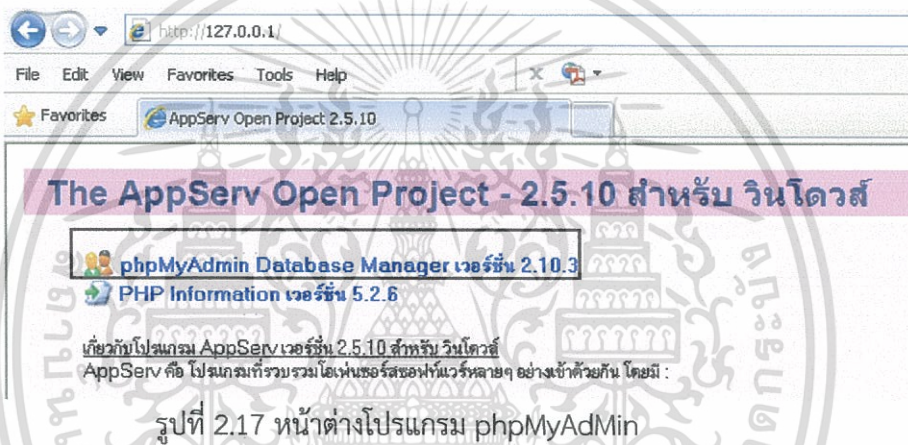 http://127.0.0.1/
File Edit View Favorites Tools Help
Favorites AppServ Open Project 2.5.10
The AppServ Open Project - 2.5.10 สำหรับ วินโดวส์
phpMyAdmin Database Manager เวอร์ชั่น 2.10.3
PHP Information เวอร์ชั่น 5.2.6
เกี่ยวกับโปรแกรม AppServ เวอร์ชั่น 2.5.10 สำหรับ วินโดวส์
AppServ คือ โปรแกรมที่รวบรวมโอเพ่นซอร์สซอฟท์แวร์หลายๆ อย่างเข้าด้วยกัน โดยมี :
รูปที่ 2.17 หน้าต่างโปรแกรม phpMyAdMin